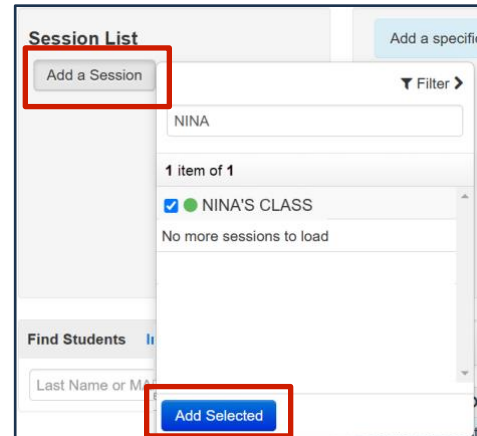 Session List
Add a Session
Add a specifi
Filter
NINA
1 item of 1
NINA'S CLASS
No more sessions to load
Find Students
Last Name or MA
Add Selected